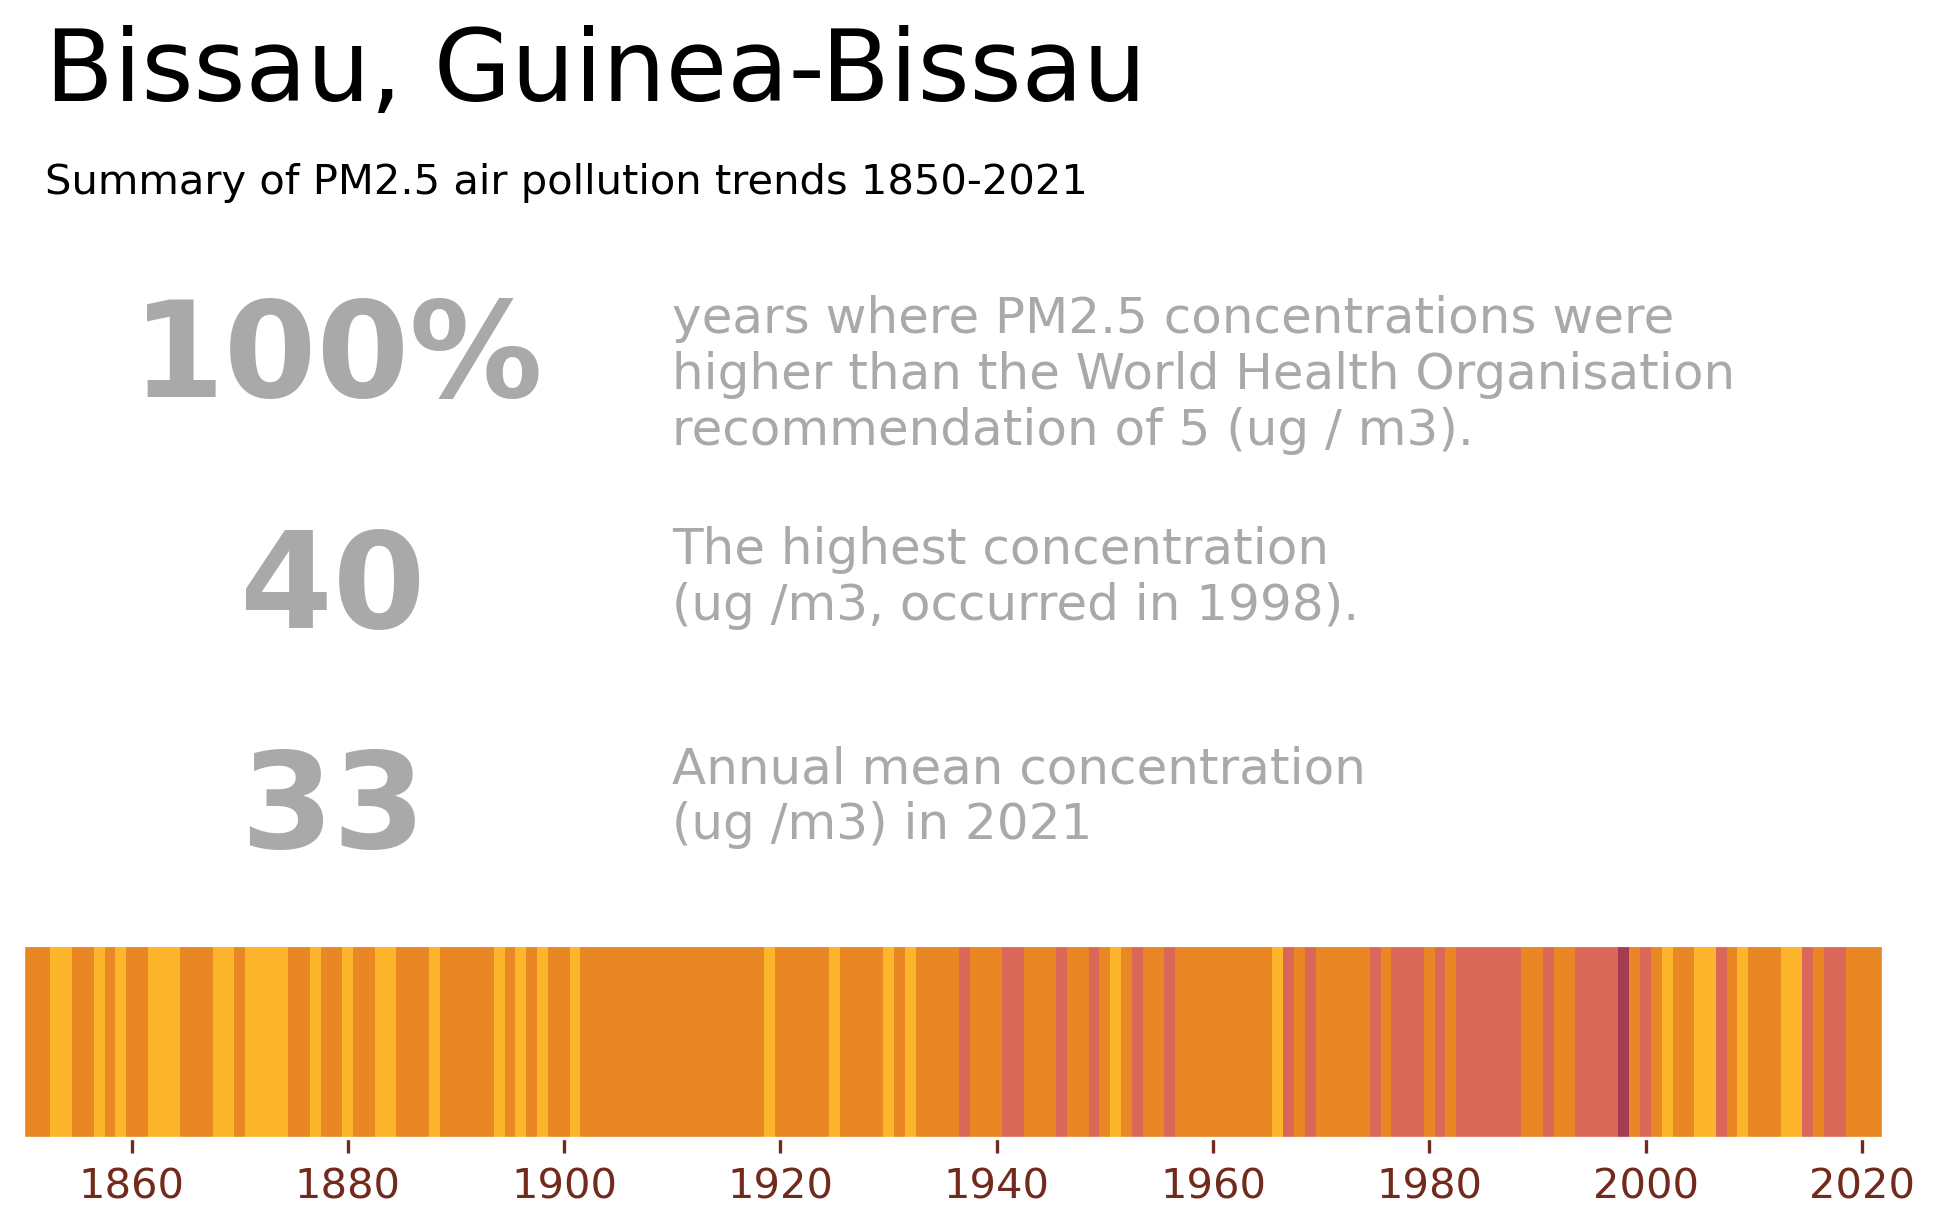 Bissau, Guinea-Bissau
Summary of PM2.5 air pollution trends 1850-2021
100%
years where PM2.5 concentrations were
higher than the World Health Organisation
recommendation of 5 (ug / m3).
40
The highest concentration
(ug /m3, occurred in 1998).
33
Annual mean concentration
(ug /m3) in 2021
1860 1880 1900 1920 1940 1960 1980 2000 2020